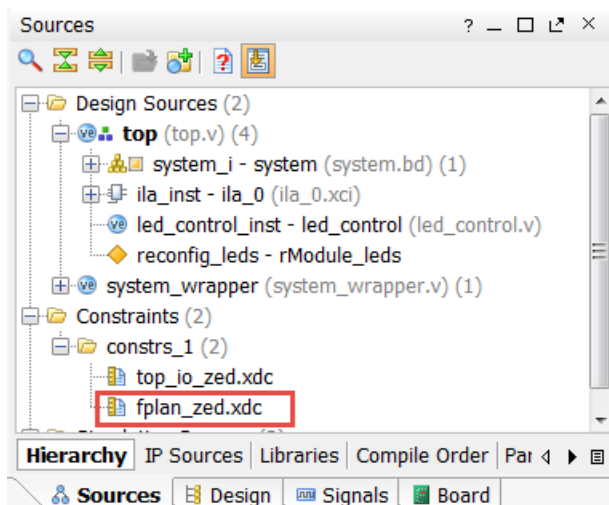 Sources
Design Sources (2)
top (top.v) (4)
system_i - system (system.bd) (1)
ila_inst - ila_0 (ila_0.xci)
led_control_inst - led_control (led_control.v)
reconfig_leds - rModule_leds
system_wrapper (system_wrapper.v) (1)
Constraints (2)
constrs_1 (2)
top_io_zed.xdc
fplan_zed.xdc
Hierarchy IP Sources Libraries Compile Order Par
Sources Design Signals Board